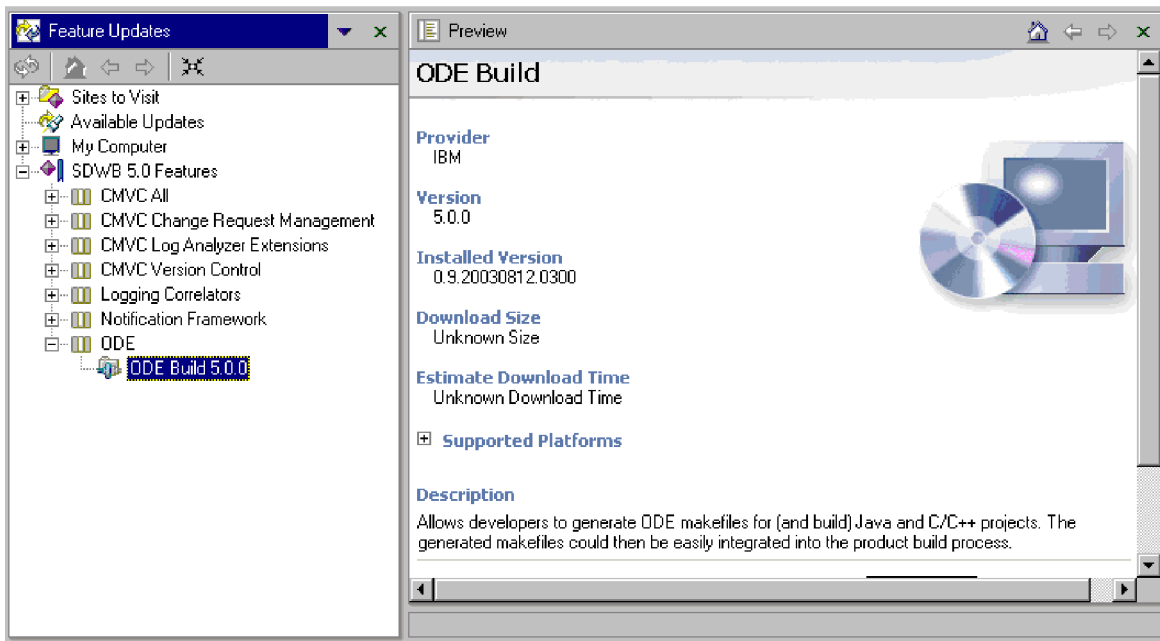 Feature Updates
Sites to Visit
Available Updates
My Computer
SDWB 5.0 Features
CMVC All
CMVC Change Request Management
CMVC Log Analyzer Extensions
CMVC Version Control
Logging Correlators
Notification Framework
ODE
ODE Build 5.0.0
Preview
ODE Build
Provider
IBM
Version
5.0.0
Installed Version
0.9.20030812.0300
Download Size
Unknown Size
Estimate Download Time
Unknown Download Time
Supported Platforms
Description
Allows developers to generate ODE makefiles for (and build) Java and C/C++ projects. The
generated makefiles could then be easily integrated into the product build process.